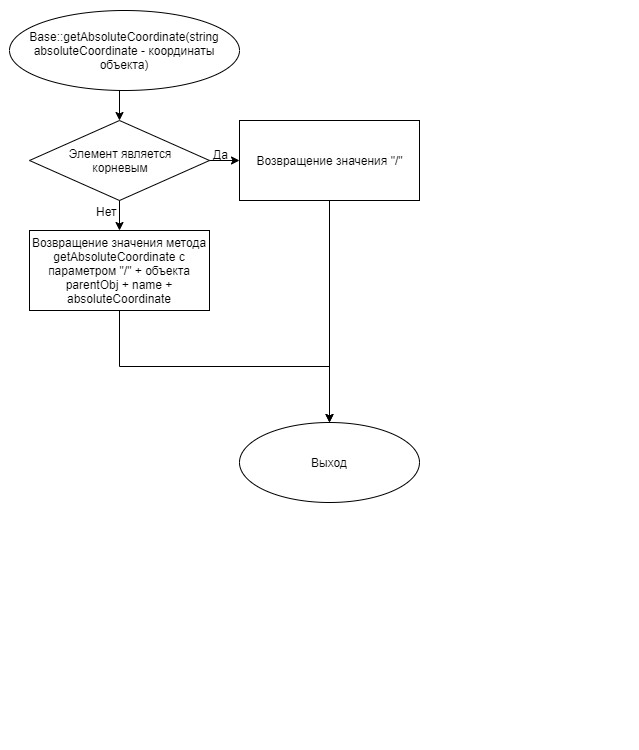 Base::getAbsoluteCoordinate(string
absoluteCoordinate - координаты
объекта)
Элемент является
корневым
Да
Возвращение значения "/"
Нет
Возвращение значения метода
getAbsoluteCoordinate с
параметром "/" + объекта
parentObj + name +
absoluteCoordinate
Выход